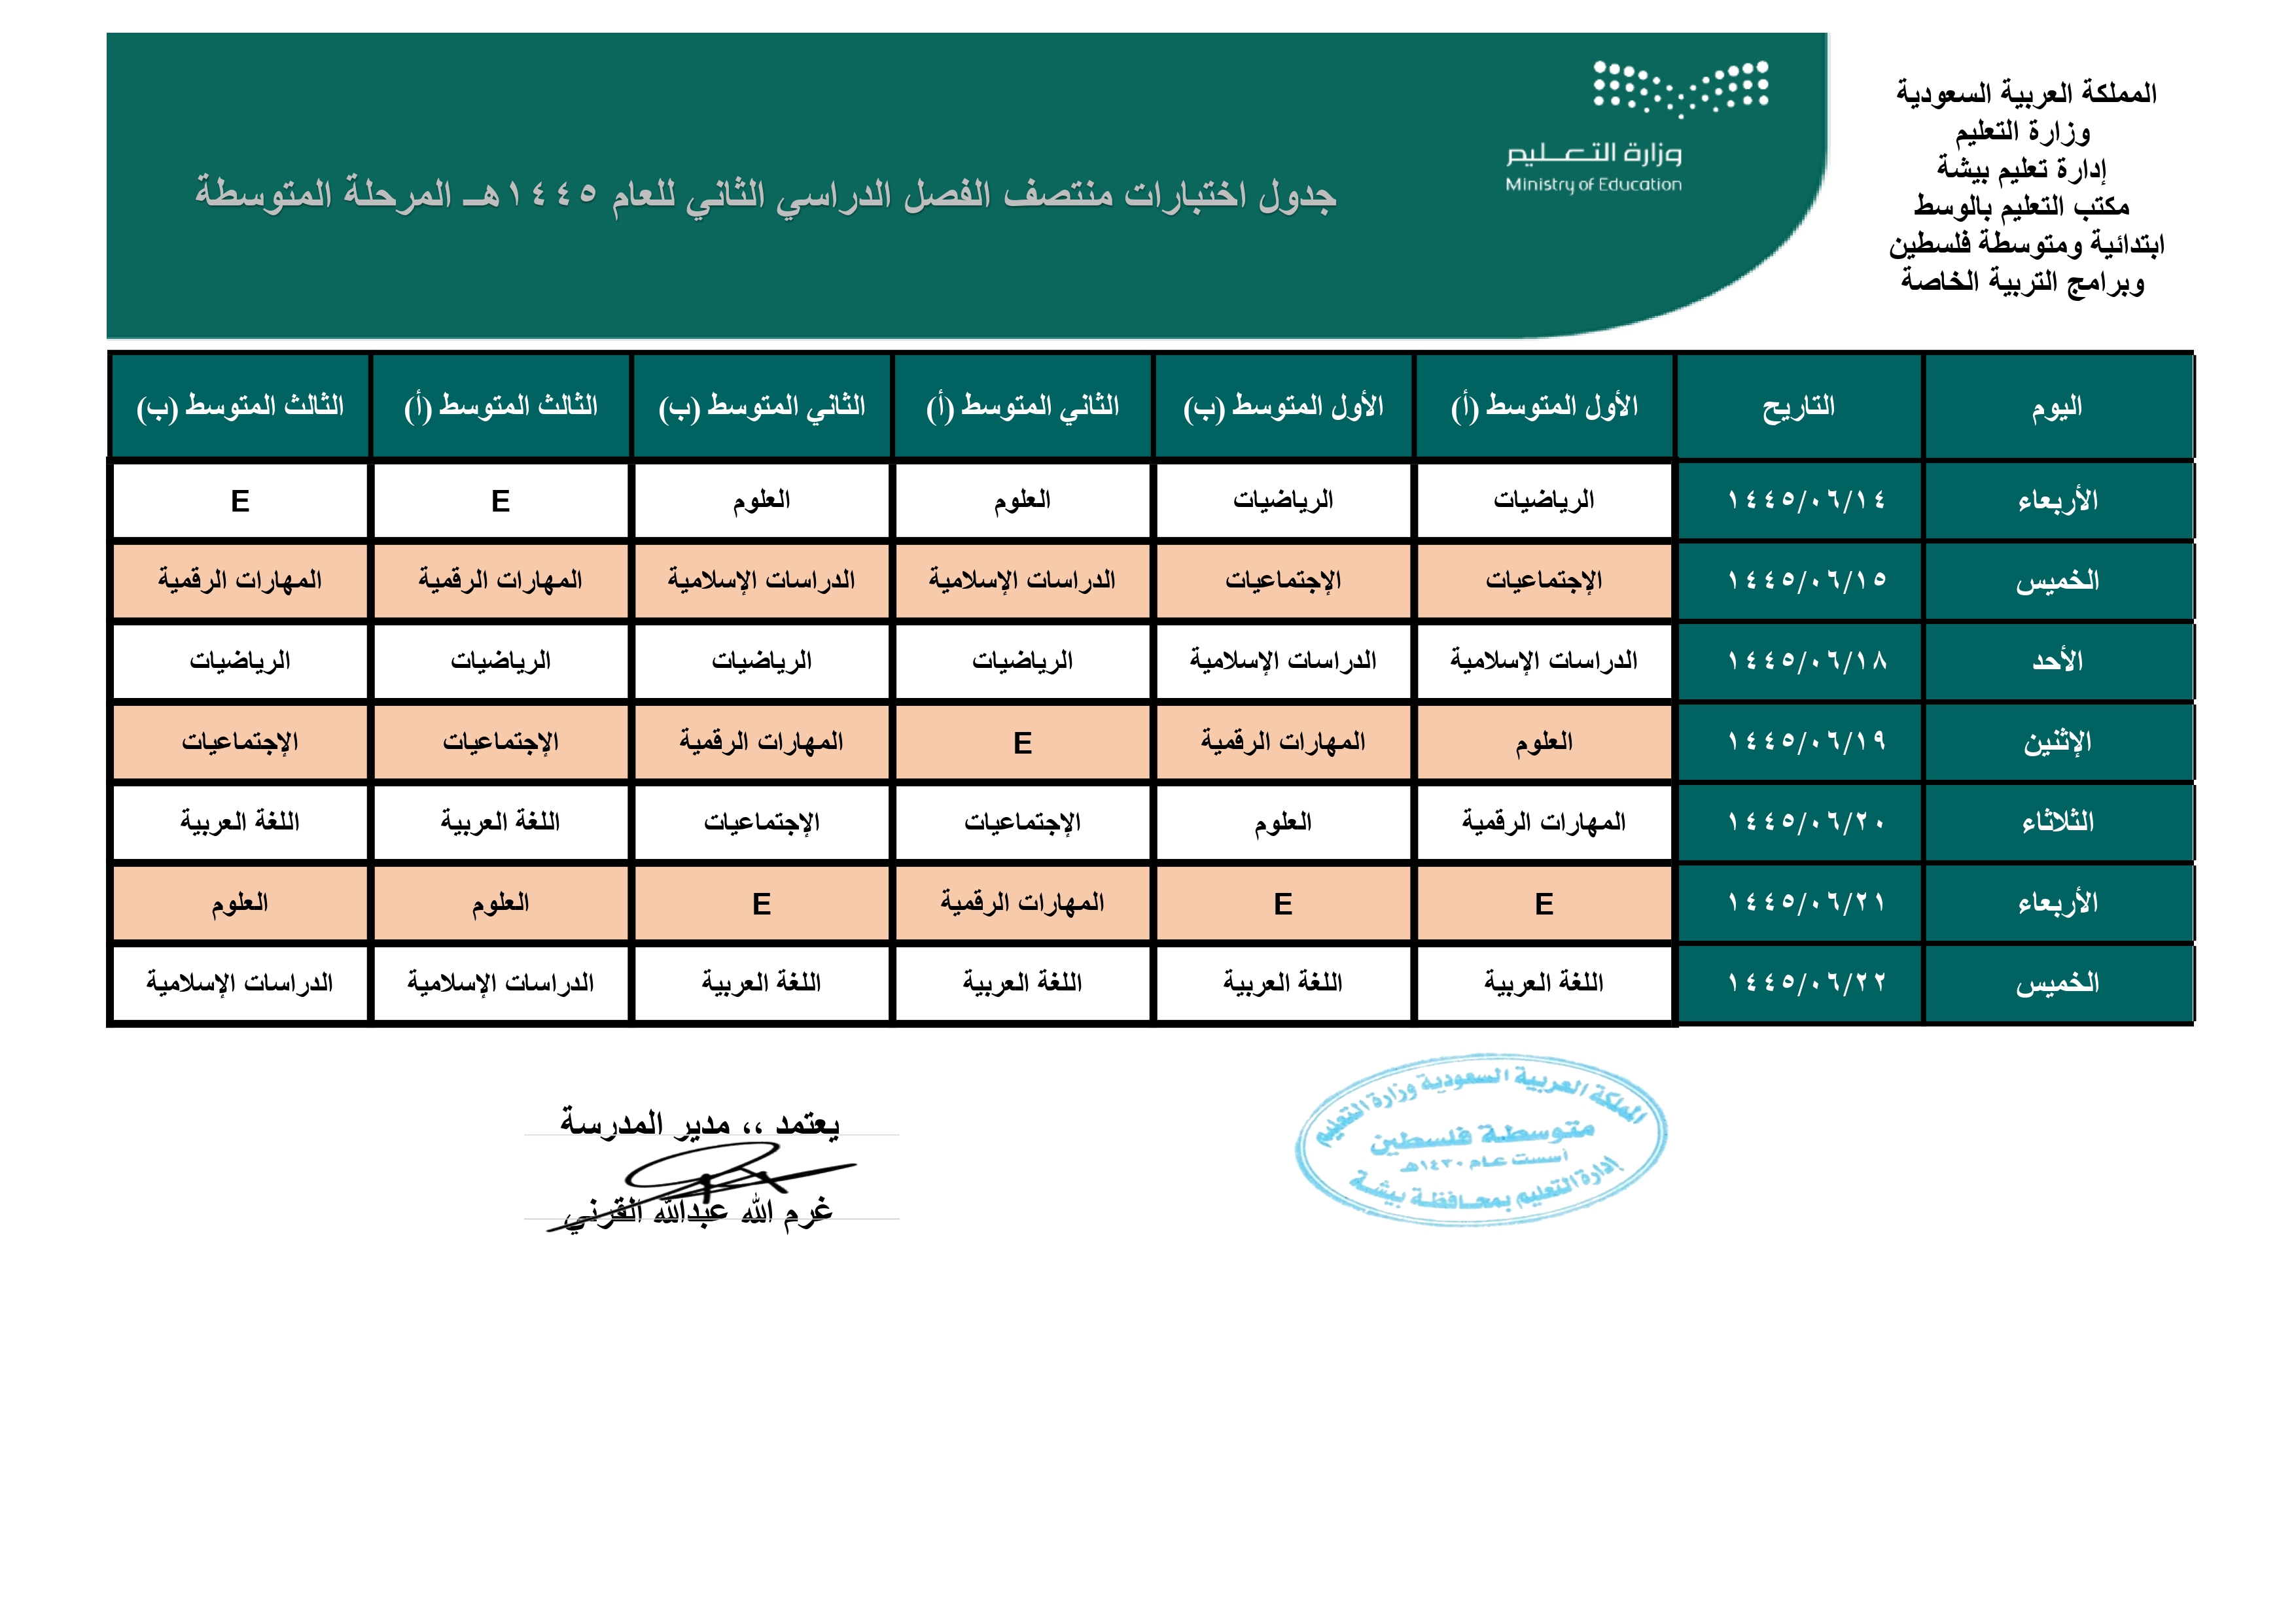 المملكة العربية السعودية
وزارة التعليم
إدارة تعليم بيشة
مكتب التعليم بالوسط
ابتدائية ومتوسطة فلسطين
وبرامج التربية الخاصة
وزارة التعـــليم
Ministry of Education
جدول اختبارات منتصف الفصل الدراسي الثاني للعام ١٤٤٥هـ المرحلة المتوسطة
اليوم التاريح الأول المتوسط (أ) الأول المتوسط (ب) الثاني المتوسط (أ) الثاني المتوسط (ب) الثالث المتوسط (أ) الثالث المتوسط (ب)
الأربعاء ١٤٤٥/٠٦/١٤ الرياضيات الرياضيات العلوم العلوم E E
الخميس ١٤٤٥/٠٦/١٥ الإجتماعيات الإجتماعيات الدراسات الإسلامية الدراسات الإسلامية المهارات الرقمية المهارات الرقمية
الأحد ١٤٤٥/٠٦/١٨ الدراسات الإسلامية الدراسات الإسلامية الرياضيات الرياضيات الرياضيات الرياضيات
الإثنين ١٤٤٥/٠٦/١٩ العلوم المهارات الرقمية E المهارات الرقمية الإجتماعيات الإجتماعيات
الثلاثاء ١٤٤٥/٠٦/٢٠ المهارات الرقمية العلوم الإجتماعيات الإجتماعيات اللغة العربية اللغة العربية
الأربعاء ١٤٤٥/٠٦/٢١ E E المهارات الرقمية E العلوم العلوم
الخميس ١٤٤٥/٠٦/٢٢ اللغة العربية اللغة العربية اللغة العربية اللغة العربية الدراسات الإسلامية الدراسات الإسلامية
المملكة العربية السعودية وزارة التعليم
متوسطة فلسطين
أسست عـام ١٤٣٠هـ
إدارة التعليم بمحـافظـة بيشـة
يعتمد ،، مدير المدرسة
غرم الله عبدالله القرني